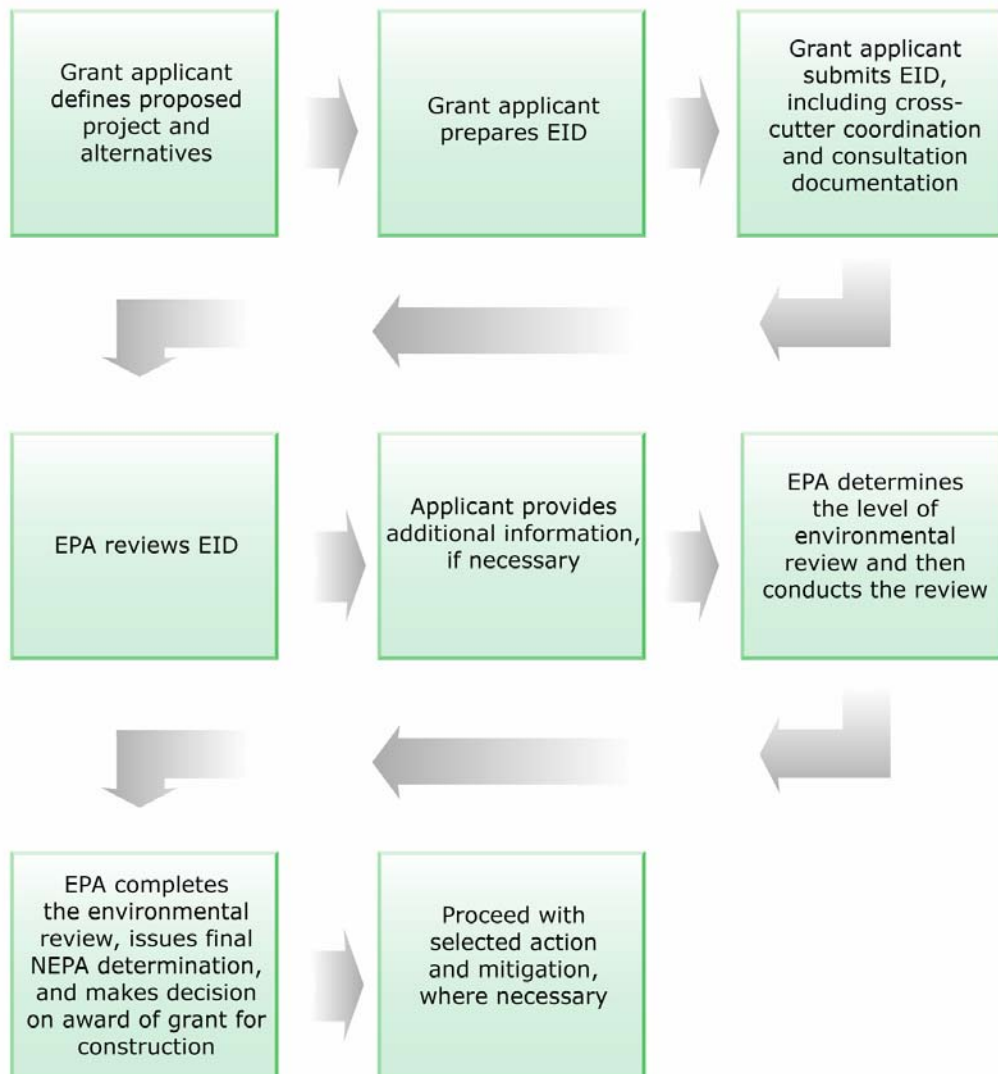 Grant applicant
defines proposed
project and
alternatives
Grant applicant
prepares EID
Grant applicant
submits EID,
including cross-
cutter coordination
and consultation
documentation
EPA reviews EID
Applicant provides
additional information,
if necessary
EPA determines
the level of
environmental
review and then
conducts the review
EPA completes
the environmental
review, issues final
NEPA determination,
and makes decision
on award of grant for
construction
Proceed with
selected action
and mitigation,
where necessary